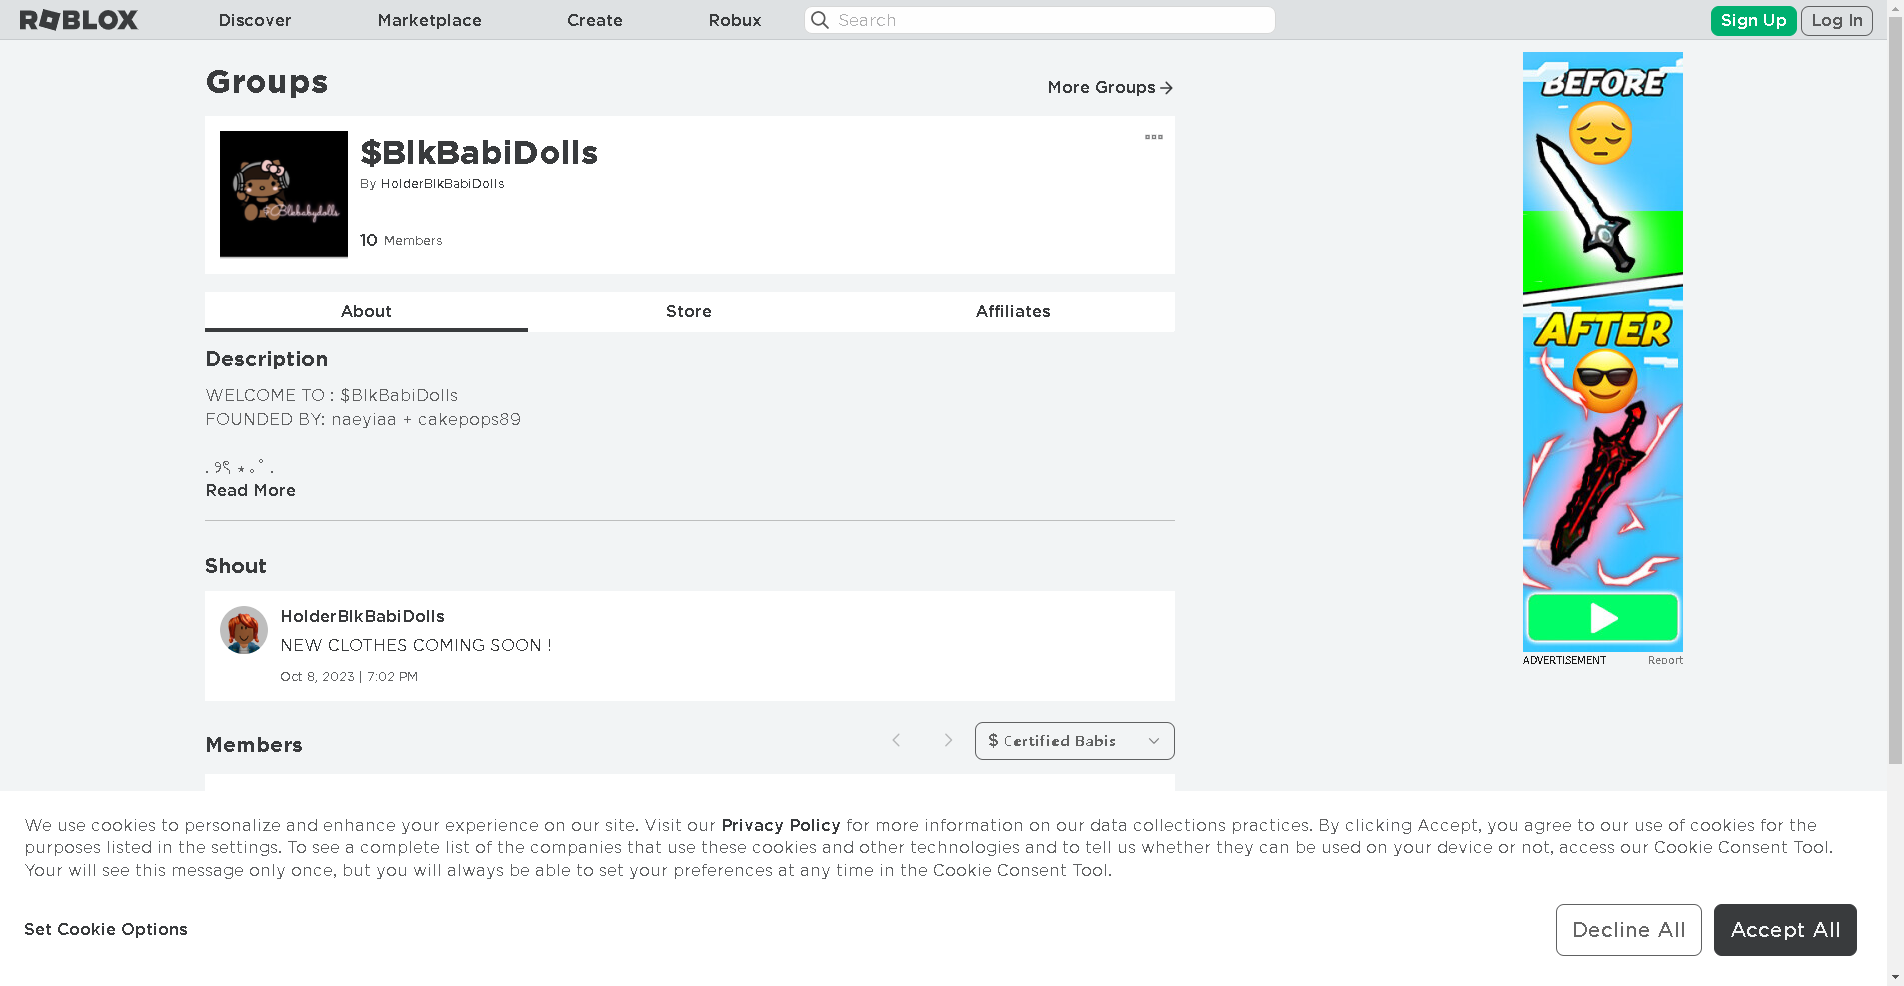 ROBLOX Discover Marketplace Create Robux Search Sign Up Log In
Groups
More Groups
$BlkBabiDolls
By HolderBlkBabiDolls
10 Members
$Blkbabydolls
About Store Affiliates
Description
WELCOME TO : $BlkBabiDolls
FOUNDED BY: naeyiaa + cakepops89
. ୨ৎ ⋆ ｡˚ .
Read More
Shout
HolderBlkBabiDolls
NEW CLOTHES COMING SOON !
Oct 8, 2023 | 7:02 PM
Members
$ Certified Babis
BEFORE
AFTER
ADVERTISEMENT Report
We use cookies to personalize and enhance your experience on our site. Visit our Privacy Policy for more information on our data collections practices. By clicking Accept, you agree to our use of cookies for the
purposes listed in the settings. To see a complete list of the companies that use these cookies and other technologies and to tell us whether they can be used on your device or not, access our Cookie Consent Tool.
Your will see this message only once, but you will always be able to set your preferences at any time in the Cookie Consent Tool.
Set Cookie Options
Decline All
Accept All